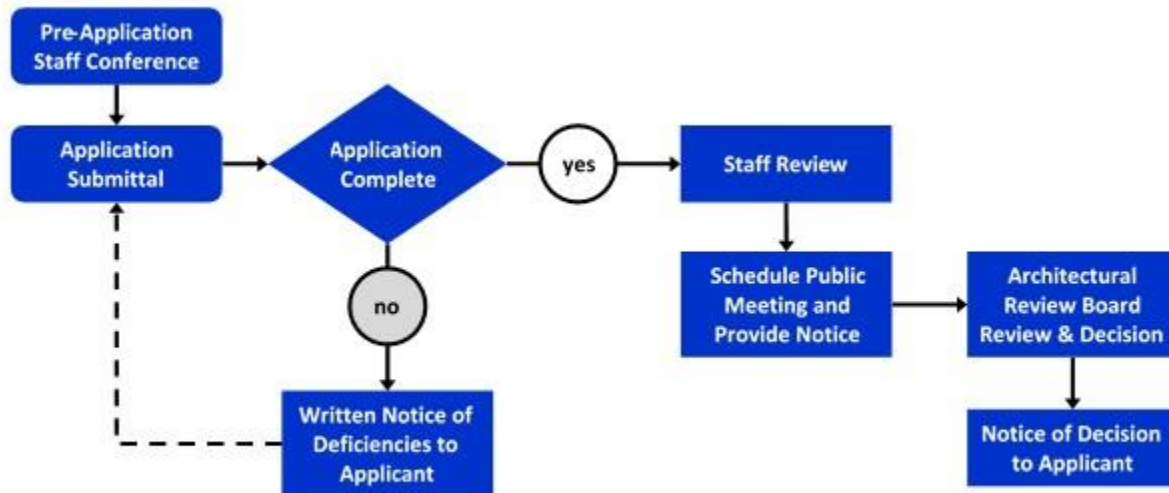 Pre-Application
Staff Conference
Application
Submittal
Application
Complete
yes
Staff Review
no
Schedule Public
Meeting and
Provide Notice
Architectural
Review Board
Review & Decision
Written Notice of
Deficiencies to
Applicant
Notice of Decision
to Applicant